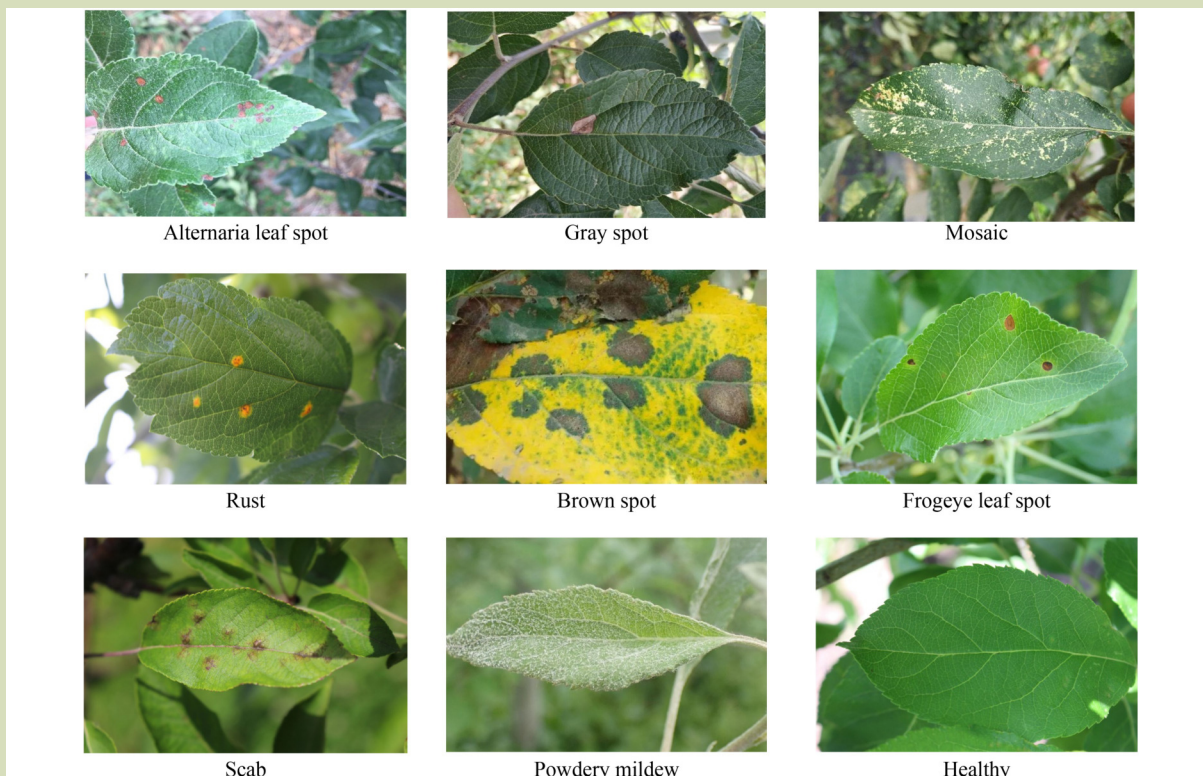 Alternaria leaf spot
Gray spot
Mosaic
Rust
Brown spot
Frogeye leaf spot
Scab
Powdery mildew
Healthy